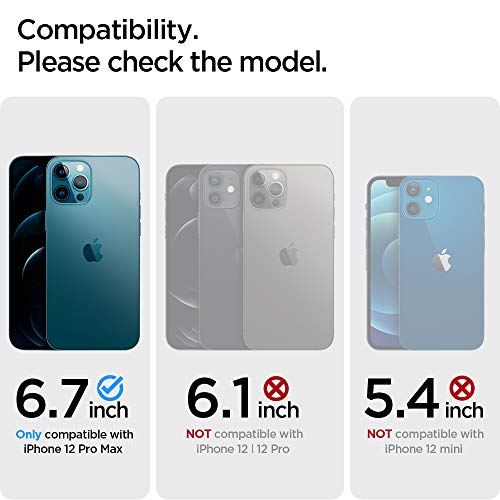 Compatibility.
Please check the model.
6.7 inch
Only compatible with
iPhone 12 Pro Max
6.1 inch
NOT compatible with
iPhone 12 | 12 Pro
5.4 inch
NOT compatible with
iPhone 12 mini